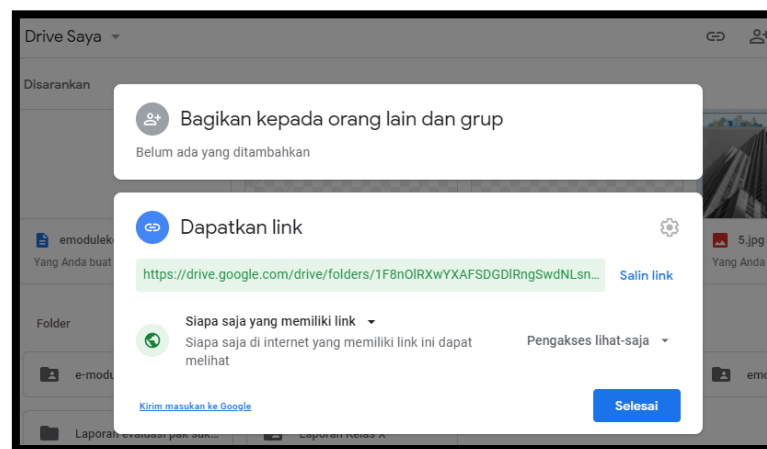 Drive Saya
Disarankan
Bagikan kepada orang lain dan grup
Belum ada yang ditambahkan
Dapatkan link
https://drive.google.com/drive/folders/1F8nOlRXwYXAFSDGDlRngSwdNLsn...
Salin link
emodulek
5.jpg
Yang Anda buat
Yang Anda
Folder
Siapa saja yang memiliki link
Siapa saja di internet yang memiliki link ini dapat
melihat
Pengakses lihat-saja
e-modu
emo
Kirim masukan ke Google
Selesai
Laporan evaluasi pak suk...
Laporan Kelas X